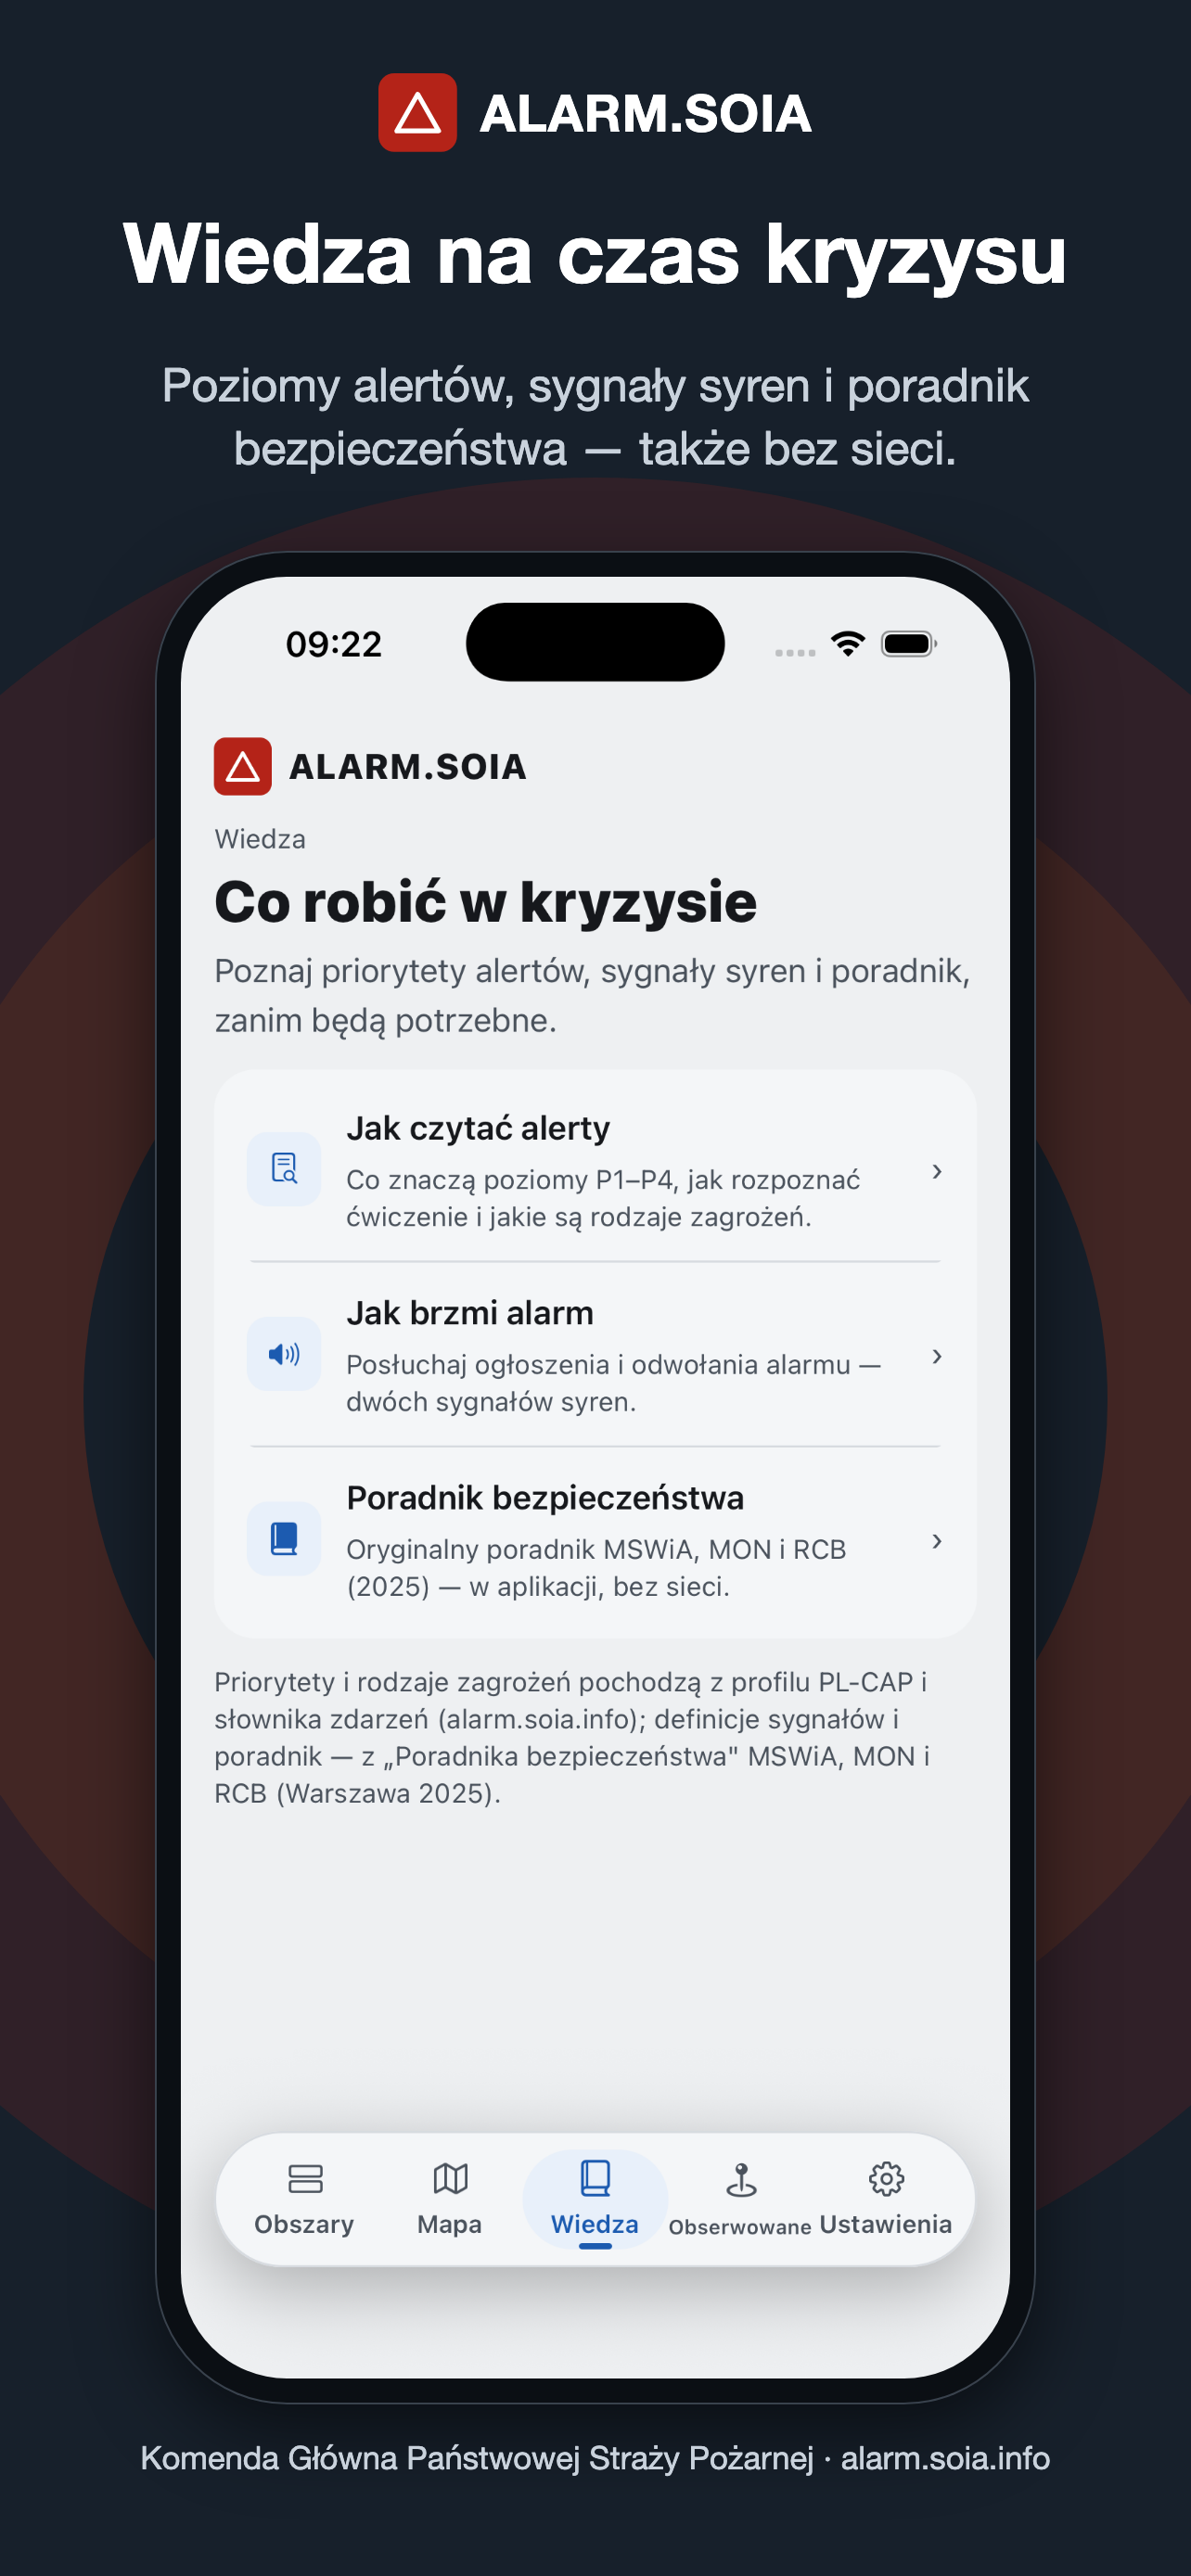 ALARM.SOIA
Wiedza na czas kryzysu
Poziomy alertów, sygnały syren i poradnik
bezpieczeństwa — także bez sieci.
09:22
ALARM.SOIA
Wiedza
Co robić w kryzysie
Poznaj priorytety alertów, sygnały syren i poradnik,
zanim będą potrzebne.
Jak czytać alerty
Co znaczą poziomy P1–P4, jak rozpoznać
ćwiczenie i jakie są rodzaje zagrożeń.
Jak brzmi alarm
Posłuchaj ogłoszenia i odwołania alarmu —
dwóch sygnałów syren.
Poradnik bezpieczeństwa
Oryginalny poradnik MSWiA, MON i RCB
(2025) — w aplikacji, bez sieci.
Priorytety i rodzaje zagrożeń pochodzą z profilu PL-CAP i
słownika zdarzeń (alarm.soia.info); definicje sygnałów i
poradnik — z „Poradnika bezpieczeństwa" MSWiA, MON i
RCB (Warszawa 2025).
Obszary Mapa Wiedza Obserwowane Ustawienia
Komenda Główna Państwowej Straży Pożarnej · alarm.soia.info